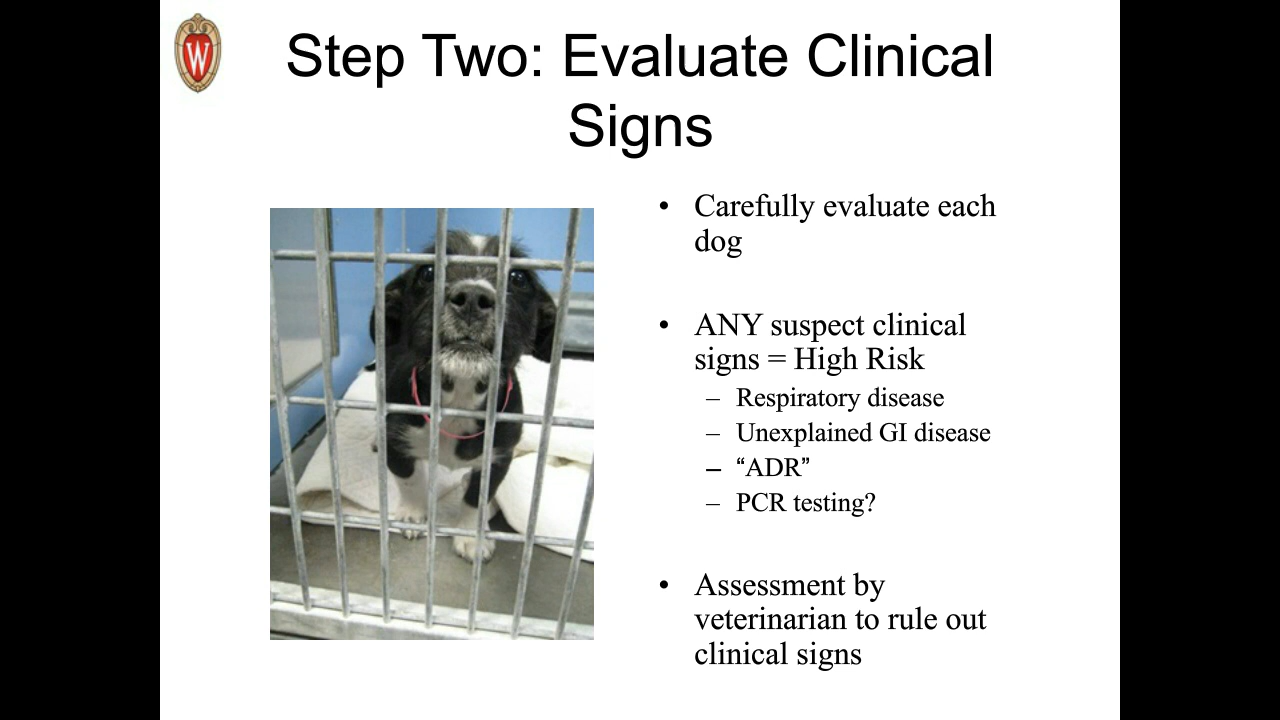 W
Step Two: Evaluate Clinical
Signs
• Carefully evaluate each
dog
• ANY suspect clinical
signs = High Risk
– Respiratory disease
– Unexplained GI disease
– “ADR”
– PCR testing?
• Assessment by
veterinarian to rule out
clinical signs